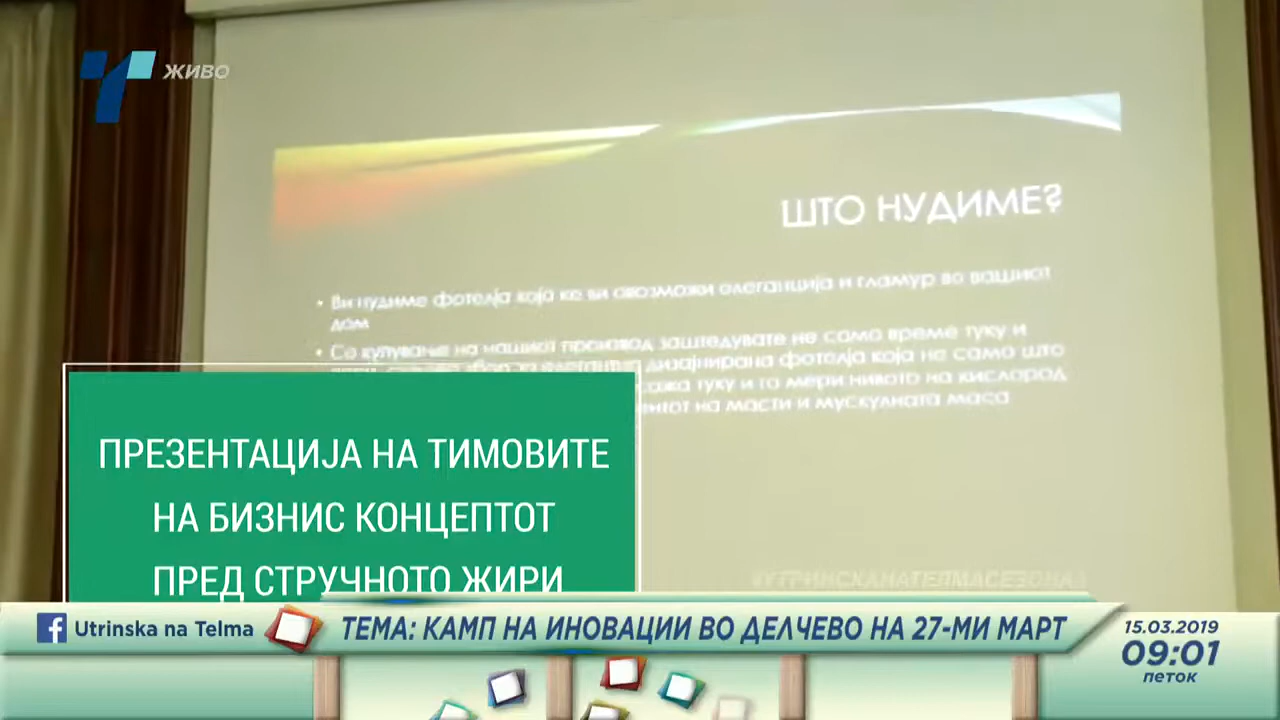 ЖИВО
ШТО НУДИМЕ?
• Ви нудиме фотелја која ќе ви овозможи елеганција и гламур во вашиот
дом
• Со купување на нашиот производ заштедувате не само време туку и
дизајнирана фотелја која не само што
туку и го мери нивото на кислород
на масти и мускулната маса
ПРЕЗЕНТАЦИЈА НА ТИМОВИТЕ
НА БИЗНИС КОНЦЕПТОТ
ПРЕД СТРУЧНОТО ЖИРИ
#УТРИНСКАНАТЕЛМАСЕЗОНА3
Utrinska na Telma
ТЕМА: КАМП НА ИНОВАЦИИ ВО ДЕЛЧЕВО НА 27-МИ МАРТ
15.03.2019
09:01
петок